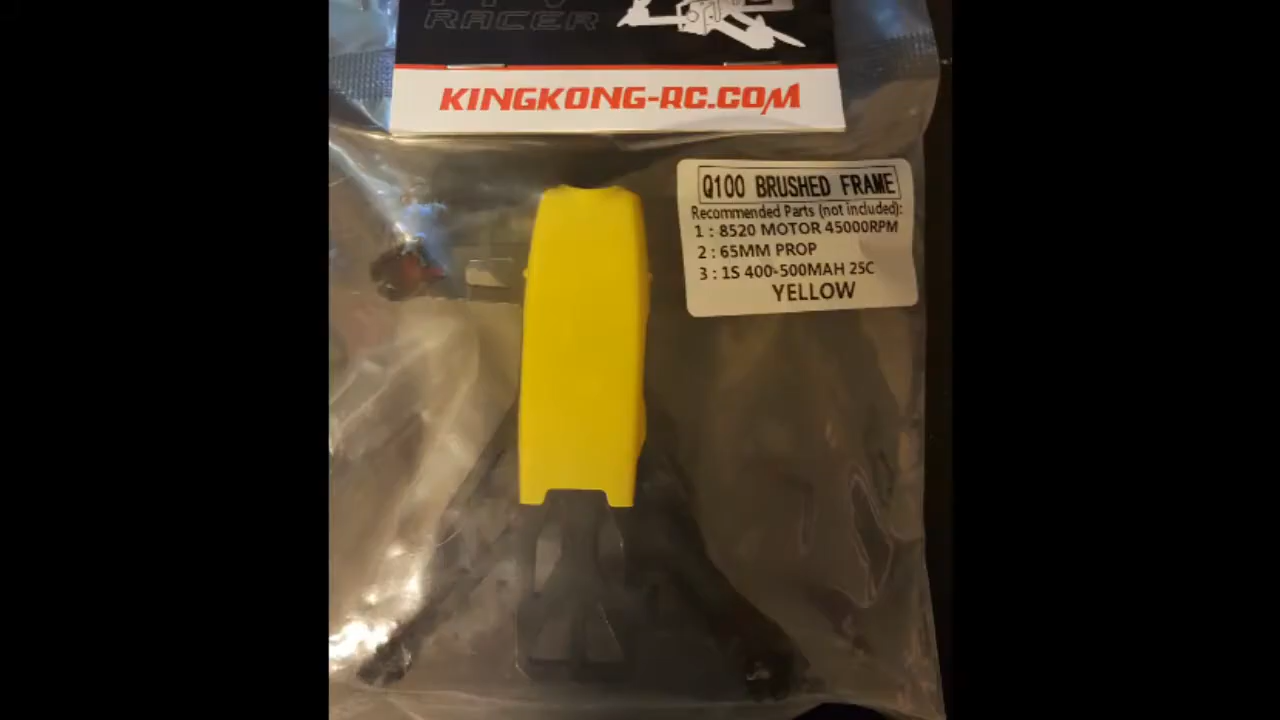 RACER
KINGKONG-RC.COM
Q100 BRUSHED FRAME
Recommended Parts (not included):
1 : 8520 MOTOR 45000RPM
2 : 65MM PROP
3 : 1S 400-500MAH 25C
YELLOW